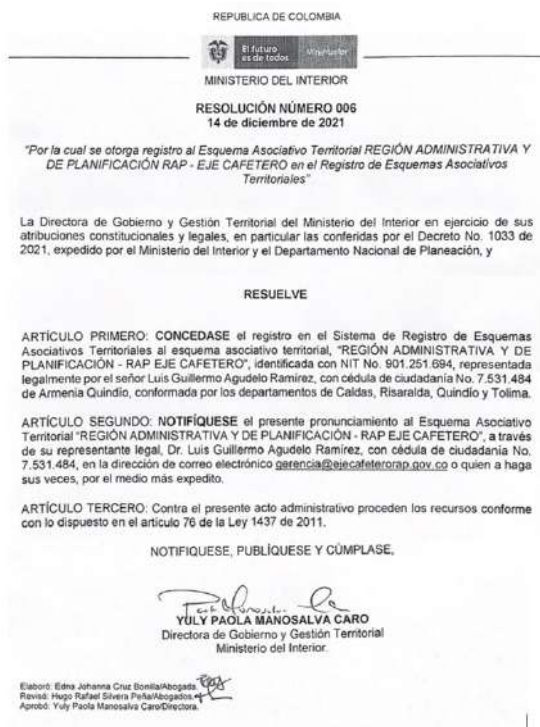 REPUBLICA DE COLOMBIA
El futuro
es de todos
Mininterior
MINISTERIO DEL INTERIOR
RESOLUCIÓN NÚMERO 006
14 de diciembre de 2021
"Por la cual se otorga registro al Esquema Asociativo Territorial REGIÓN ADMINISTRATIVA Y
DE PLANIFICACIÓN RAP - EJE CAFETERO en el Registro de Esquemas Asociativos
Territoriales"
La Directora de Gobierno y Gestión Territorial del Ministerio del Interior en ejercicio de sus
atribuciones constitucionales y legales, en particular las conferidas por el Decreto No. 1033 de
2021, expedido por el Ministerio del Interior y el Departamento Nacional de Planeación, y
RESUELVE
ARTÍCULO PRIMERO: CONCEDASE el registro en el Sistema de Registro de Esquemas
Asociativos Territoriales al esquema asociativo territorial, "REGIÓN ADMINISTRATIVA Y DE
PLANIFICACIÓN - RAP EJE CAFETERO", identificada con NIT No. 901.251.694, representada
legalmente por el señor Luis Guillermo Agudelo Ramírez, con cédula de ciudadanía No. 7.531.484
de Armenia Quindío, conformada por los departamentos de Caldas, Risaralda, Quindío y Tolima.
ARTÍCULO SEGUNDO: NOTIFÍQUESE el presente pronunciamiento al Esquema Asociativo
Territorial "REGIÓN ADMINISTRATIVA Y DE PLANIFICACIÓN - RAP EJE CAFETERO", a través
de su representante legal, Dr. Luis Guillermo Agudelo Ramírez, con cédula de ciudadanía No.
7.531.484, en la dirección de correo electrónico gerencia@ejecafeterorap.gov.co o quien a haga
sus veces, por el medio más expedito.
ARTÍCULO TERCERO: Contra el presente acto administrativo proceden los recursos conforme
con lo dispuesto en el artículo 76 de la Ley 1437 de 2011.
NOTIFIQUESE, PUBLÍQUESE Y CÚMPLASE,
YULY PAOLA MANOSALVA CARO
Directora de Gobierno y Gestión Territorial
Ministerio del Interior.
Elaboró: Edna Johanna Cruz Bonilla/Abogada.
Revisó: Hugo Rafael Silvera Peña/Abogados.
Aprobó: Yuly Paola Manosalva Caro/Directora.